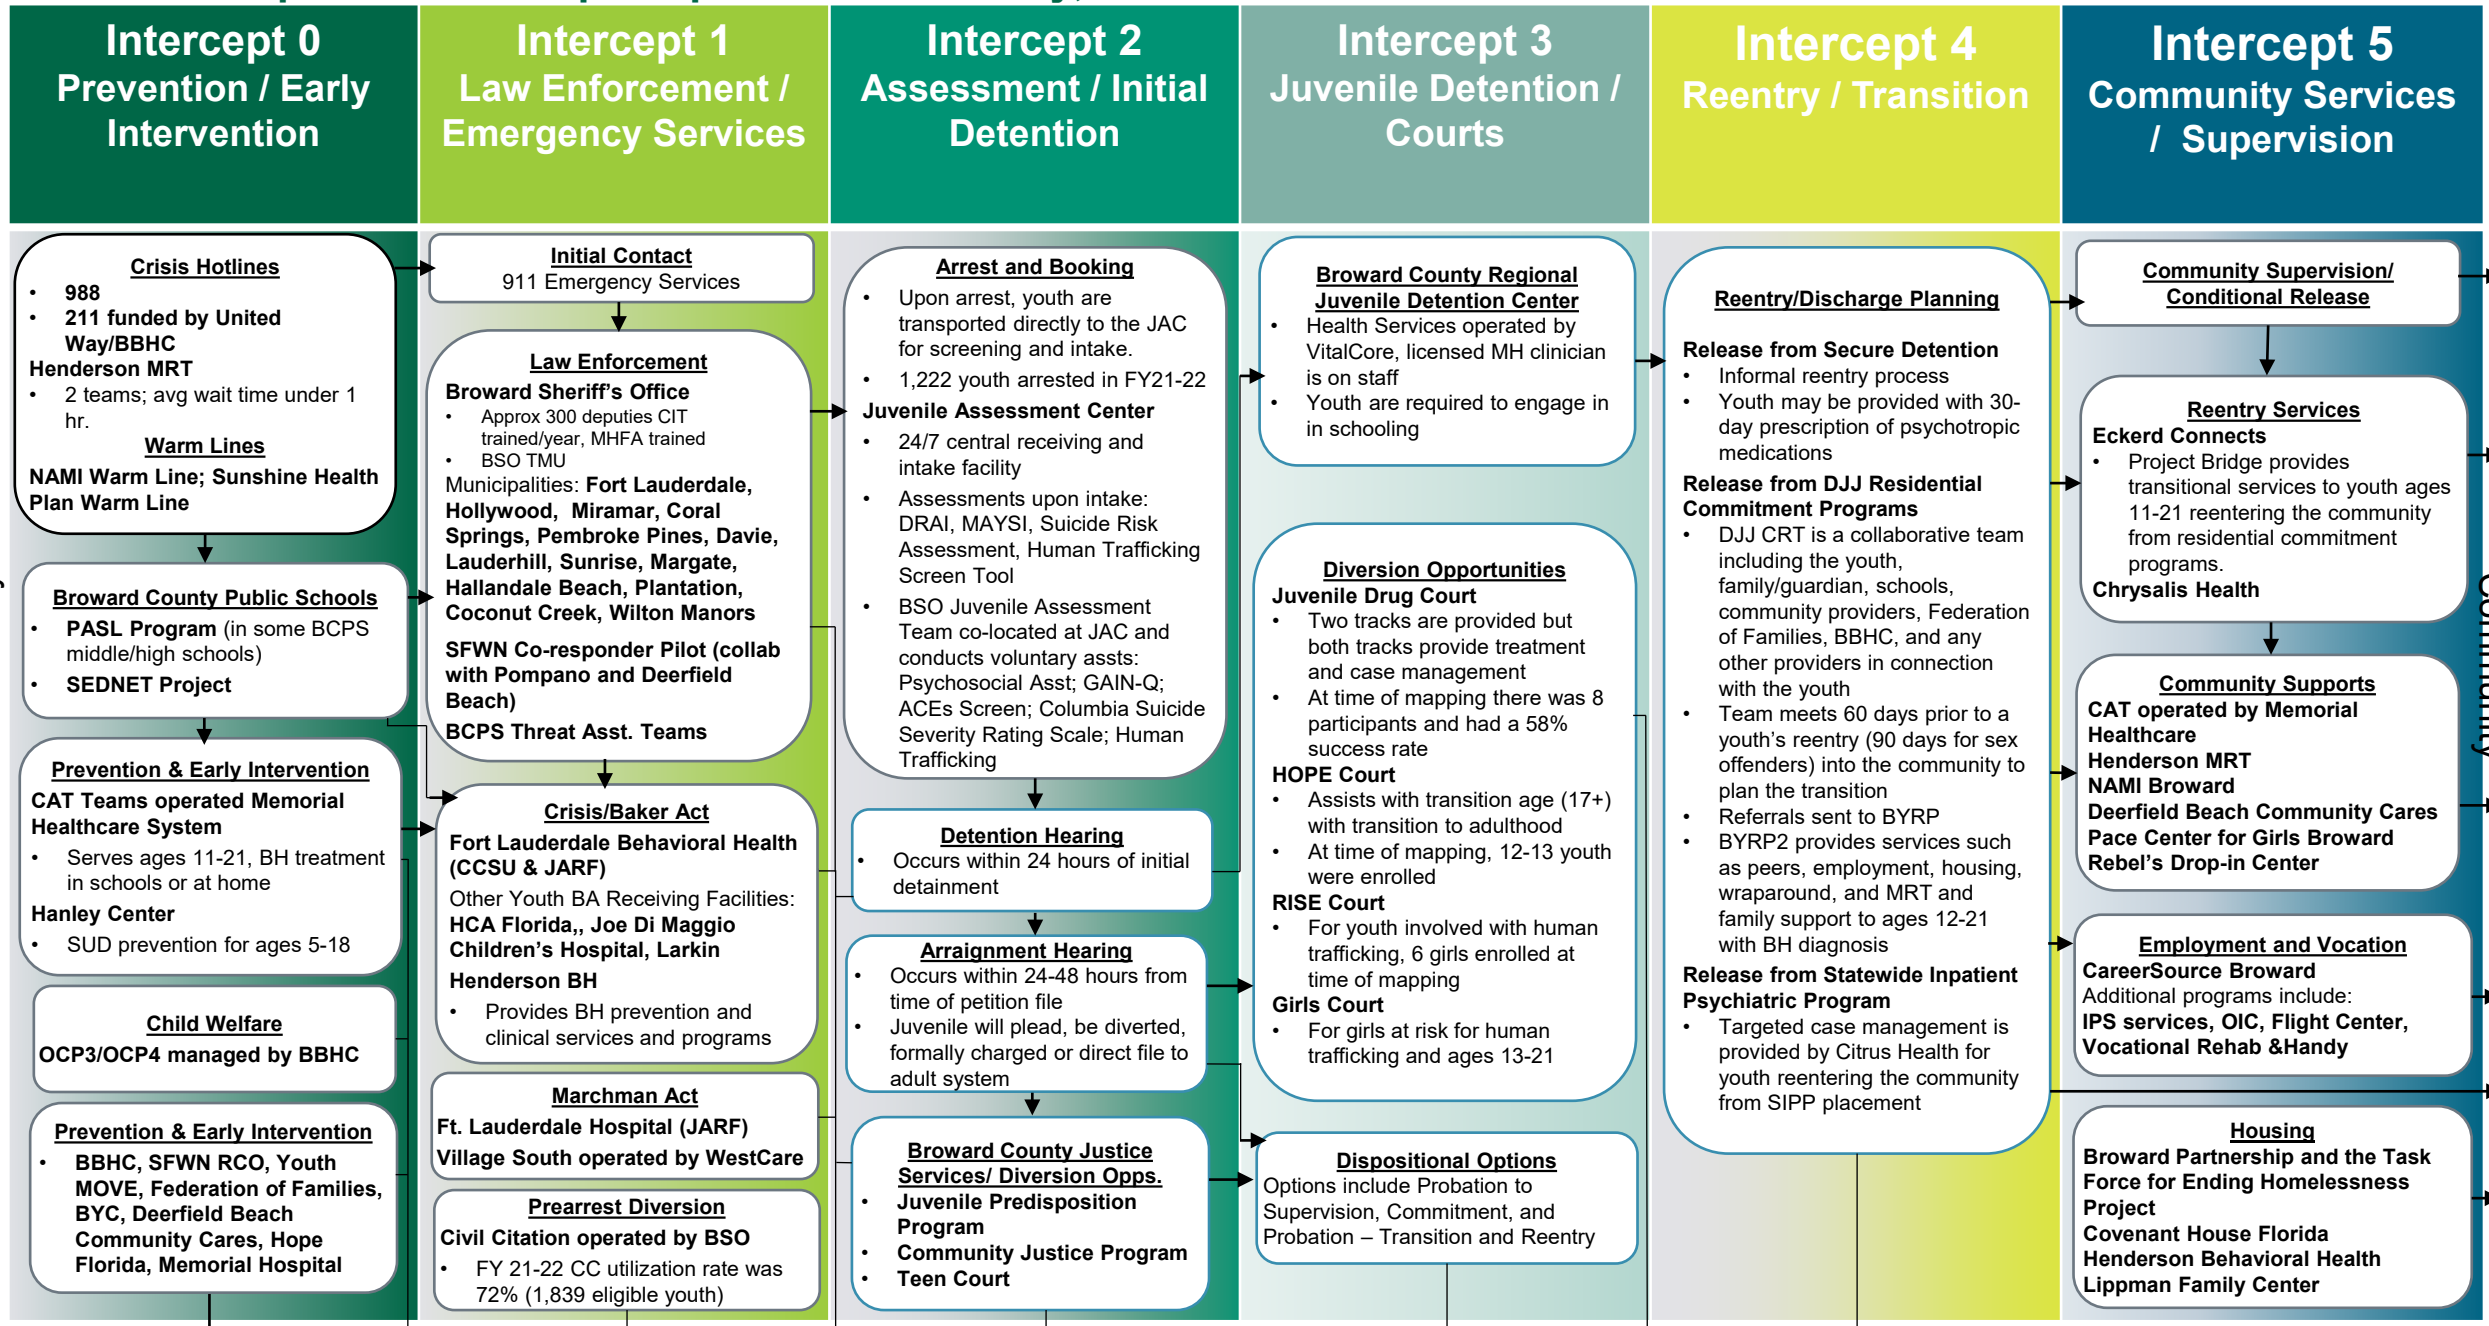 Intercept 0
Prevention / Early
Intervention
Intercept 1
Law Enforcement /
Emergency Services
Intercept 2
Assessment / Initial
Detention
Intercept 3
Juvenile Detention /
Courts
Intercept 4
Reentry / Transition
Intercept 5
Community Services
/ Supervision
Crisis Hotlines
• 988
• 211 funded by United
Way/BBHC
Henderson MRT
• 2 teams; avg wait time under 1
hr.
Warm Lines
NAMI Warm Line; Sunshine Health
Plan Warm Line
Broward County Public Schools
• PASL Program (in some BCPS
middle/high schools)
• SEDNET Project
Prevention & Early Intervention
CAT Teams operated Memorial
Healthcare System
• Serves ages 11-21, BH treatment
in schools or at home
Hanley Center
• SUD prevention for ages 5-18
Child Welfare
OCP3/OCP4 managed by BBHC
Prevention & Early Intervention
• BBHC, SFWN RCO, Youth
MOVE, Federation of Families,
BYC, Deerfield Beach
Community Cares, Hope
Florida, Memorial Hospital
Initial Contact
911 Emergency Services
Law Enforcement
Broward Sheriff's Office
• Approx 300 deputies CIT
trained/year, MHFA trained
• BSO TMU
Municipalities: Fort Lauderdale,
Hollywood, Miramar, Coral
Springs, Pembroke Pines, Davie,
Lauderhill, Sunrise, Margate,
Hallandale Beach, Plantation,
Coconut Creek, Wilton Manors
SFWN Co-responder Pilot (collab
with Pompano and Deerfield
Beach)
BCPS Threat Asst. Teams
Crisis/Baker Act
Fort Lauderdale Behavioral Health
(CCSU & JARF)
Other Youth BA Receiving Facilities:
HCA Florida,, Joe Di Maggio
Children's Hospital, Larkin
Henderson BH
• Provides BH prevention and
clinical services and programs
Marchman Act
Ft. Lauderdale Hospital (JARF)
Village South operated by WestCare
Prearrest Diversion
Civil Citation operated by BSO
• FY 21-22 CC utilization rate was
72% (1,839 eligible youth)
Arrest and Booking
• Upon arrest, youth are
transported directly to the JAC
for screening and intake.
• 1,222 youth arrested in FY21-22
Juvenile Assessment Center
• 24/7 central receiving and
intake facility
• Assessments upon intake:
DRAI, MAYSI, Suicide Risk
Assessment, Human Trafficking
Screen Tool
• BSO Juvenile Assessment
Team co-located at JAC and
conducts voluntary assts:
Psychosocial Asst; GAIN-Q;
ACEs Screen; Columbia Suicide
Severity Rating Scale; Human
Trafficking
Detention Hearing
• Occurs within 24 hours of initial
detainment
Arraignment Hearing
• Occurs within 24-48 hours from
time of petition file
• Juvenile will plead, be diverted,
formally charged or direct file to
adult system
Broward County Justice
Services/ Diversion Opps.
• Juvenile Predisposition
Program
• Community Justice Program
• Teen Court
Broward County Regional
Juvenile Detention Center
• Health Services operated by
VitalCore, licensed MH clinician
is on staff
• Youth are required to engage in
in schooling
Diversion Opportunities
Juvenile Drug Court
• Two tracks are provided but
both tracks provide treatment
and case management
• At time of mapping there was 8
participants and had a 58%
success rate
HOPE Court
• Assists with transition age (17+)
with transition to adulthood
• At time of mapping, 12-13 youth
were enrolled
RISE Court
• For youth involved with human
trafficking, 6 girls enrolled at
time of mapping
Girls Court
• For girls at risk for human
trafficking and ages 13-21
Dispositional Options
Options include Probation to
Supervision, Commitment, and
Probation – Transition and Reentry
Reentry/Discharge Planning
Release from Secure Detention
• Informal reentry process
• Youth may be provided with 30-
day prescription of psychotropic
medications
Release from DJJ Residential
Commitment Programs
• DJJ CRT is a collaborative team
including the youth,
family/guardian, schools,
community providers, Federation
of Families, BBHC, and any
other providers in connection
with the youth
• Team meets 60 days prior to a
youth's reentry (90 days for sex
offenders) into the community to
plan the transition
• Referrals sent to BYRP
• BYRP2 provides services such
as peers, employment, housing,
wraparound, and MRT and
family support to ages 12-21
with BH diagnosis
Release from Statewide Inpatient
Psychiatric Program
• Targeted case management is
provided by Citrus Health for
youth reentering the community
from SIPP placement
Community Supervision/
Conditional Release
Reentry Services
Eckerd Connects
• Project Bridge provides
transitional services to youth ages
11-21 reentering the community
from residential commitment
programs.
Chrysalis Health
Community Supports
CAT operated by Memorial
Healthcare
Henderson MRT
NAMI Broward
Deerfield Beach Community Cares
Pace Center for Girls Broward
Rebel's Drop-in Center
Employment and Vocation
CareerSource Broward
Additional programs include:
IPS services, OIC, Flight Center,
Vocational Rehab &Handy
Housing
Broward Partnership and the Task
Force for Ending Homelessness
Project
Covenant House Florida
Henderson Behavioral Health
Lippman Family Center
Community